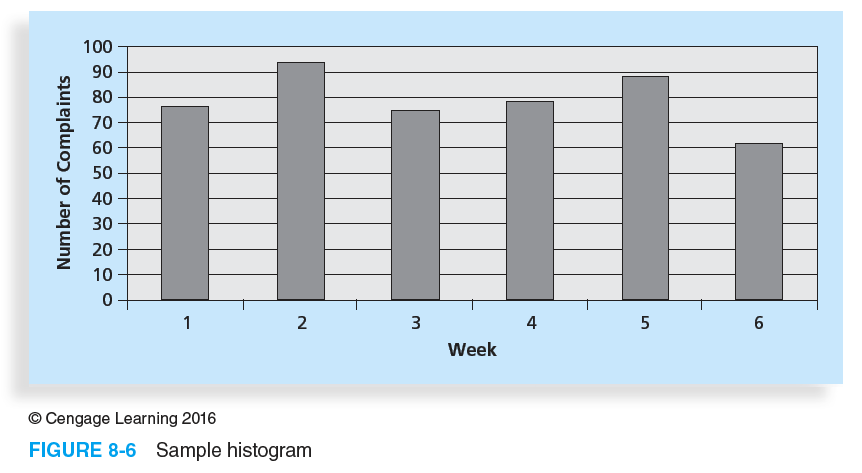 100
90
80
70
60
50
40
30
20
10
0
Number of Complaints
1 2 3 4 5 6
Week
© Cengage Learning 2016
FIGURE 8-6 Sample histogram